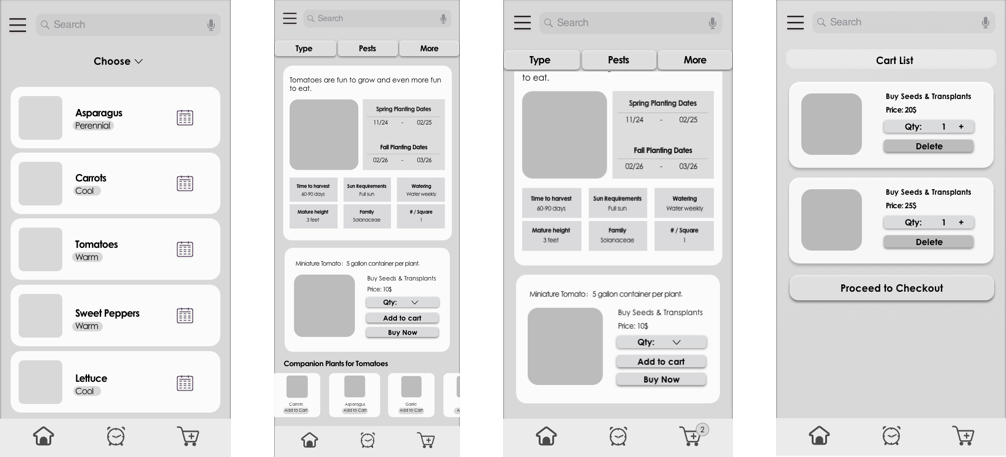 Search
Choose
Asparagus
Perennial
Carrots
Cool
Tomatoes
Warm
Sweet Peppers
Warm
Lettuce
Cool
Search
Type
Pests
More
Tomatoes are fun to grow and even more fun
to eat.
Spring Planting Dates
11/24 - 02/25
Fall Planting Dates
02/26 - 03/26
Time to harvest
60-90 days
Sun Requirements
Full sun
Watering
Water weekly
Mature height
3 feet
Family
Solanaceae
# / Square
1
Miniature Tomato: 5 gallon container per plant.
Buy Seeds & Transplants
Price: 10$
Qty:
Add to cart
Buy Now
Companion Plants for Tomatoes
Add to Cart
Asparagus
Add to Cart
Garlic
Add to Cart
Search
Type
Pests
More
to eat.
Spring Planting Dates
11/24 - 02/25
Fall Planting Dates
02/26 - 03/26
Time to harvest
60-90 days
Sun Requirements
Full sun
Watering
Water weekly
Mature height
3 feet
Family
Solanaceae
# / Square
1
Miniature Tomato: 5 gallon container per plant.
Buy Seeds & Transplants
Price: 10$
Qty:
Add to cart
Buy Now
2
Search
Cart List
Buy Seeds & Transplants
Price: 20$
Qty: 1 +
Delete
Buy Seeds & Transplants
Price: 25$
Qty: 1 +
Delete
Proceed to Checkout